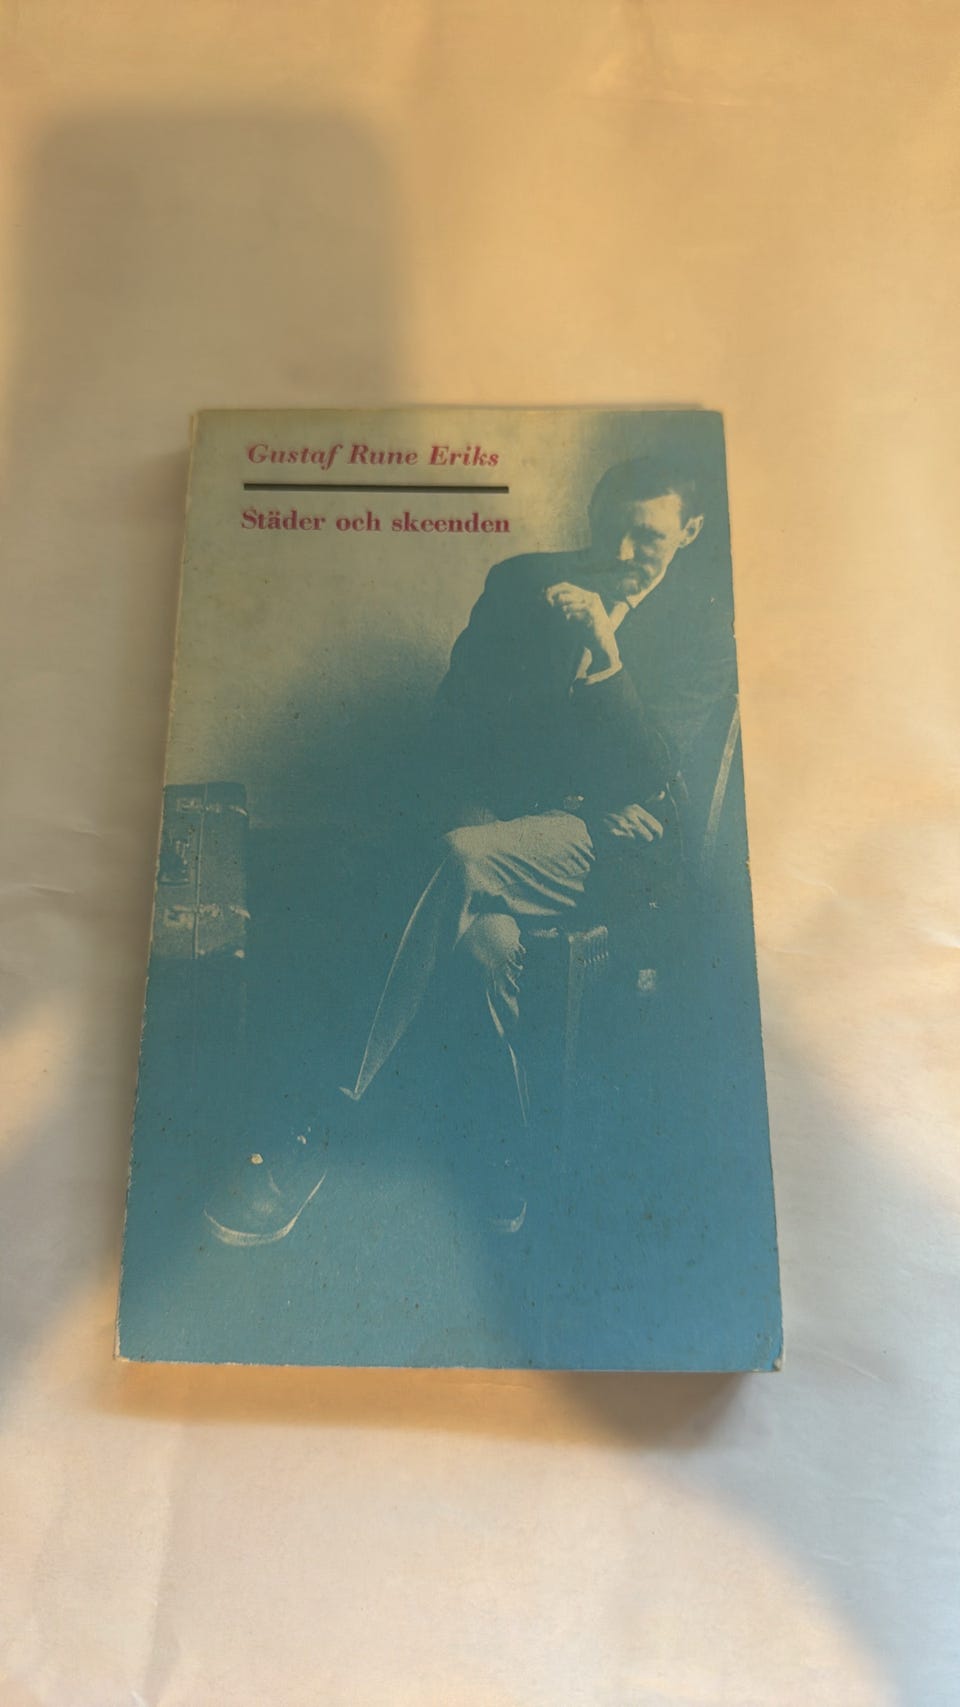 Gustaf Rune Eriks
Städer och skeenden